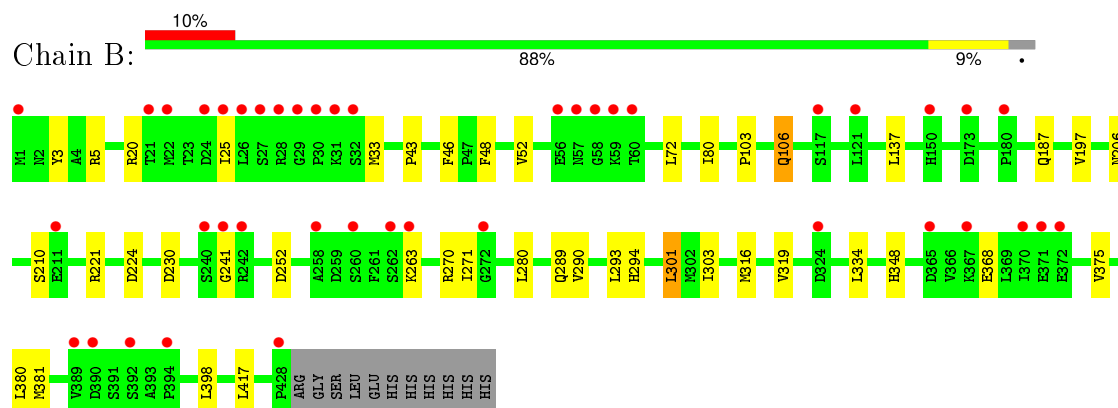 10%
Chain B:
88% 9% •
M1 N2 Y3 A4 R5 R20 T21 M22 T23 D24 I25 L26 S27 R28 G29 P30 K31 S32 M33 P43 F46 T47 F48 V52 E56 N57 G58 K59 T60 L72 I80 P103 Q106 S117 L121 L137 H150 D173 P180 Q187 V197
S210 E211 R221 D224 D230 S240 G241 R242 D252 A258 D259 S260 F261 S262 K263 R270 I271 G272 L280 Q289 V290 L293 H294 L301 M302 I303 M316 V319 D324 L334 H348 D365 V366 K367 E368 L369 I370 E371 E372 V375
L380 M381 V389 D390 S391 S392 A393 P394 L398 L417 P428 ARG GLY SER LEU GLU HIS HIS HIS HIS HIS HIS